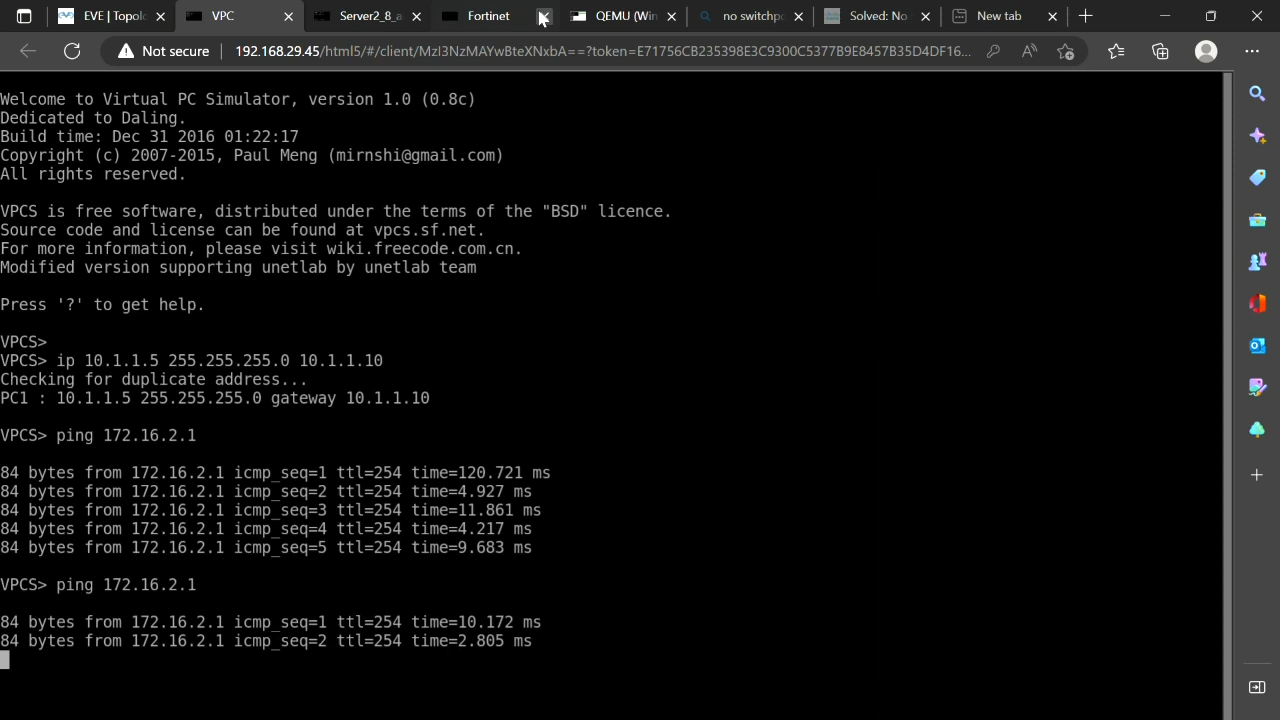 EVE | Topolo
VPC
Server2_8_a
Fortinet
QEMU (Win
no switchpo
Solved: No
New tab
Not secure
192.168.29.45/html5/#/client/MzI3NzMAYwBteXNxbA==?token=E71756CB235398E3C9300C5377B9E8457B35D4DF16...
Welcome to Virtual PC Simulator, version 1.0 (0.8c)
Dedicated to Daling.
Build time: Dec 31 2016 01:22:17
Copyright (c) 2007-2015, Paul Meng (mirnshi@gmail.com)
All rights reserved.
VPCS is free software, distributed under the terms of the "BSD" licence.
Source code and license can be found at vpcs.sf.net.
For more information, please visit wiki.freecode.com.cn.
Modified version supporting unetlab by unetlab team
Press '?' to get help.
VPCS>
VPCS> ip 10.1.1.5 255.255.255.0 10.1.1.10
Checking for duplicate address...
PC1 : 10.1.1.5 255.255.255.0 gateway 10.1.1.10
VPCS> ping 172.16.2.1
84 bytes from 172.16.2.1 icmp_seq=1 ttl=254 time=120.721 ms
84 bytes from 172.16.2.1 icmp_seq=2 ttl=254 time=4.927 ms
84 bytes from 172.16.2.1 icmp_seq=3 ttl=254 time=11.861 ms
84 bytes from 172.16.2.1 icmp_seq=4 ttl=254 time=4.217 ms
84 bytes from 172.16.2.1 icmp_seq=5 ttl=254 time=9.683 ms
VPCS> ping 172.16.2.1
84 bytes from 172.16.2.1 icmp_seq=1 ttl=254 time=10.172 ms
84 bytes from 172.16.2.1 icmp_seq=2 ttl=254 time=2.805 ms